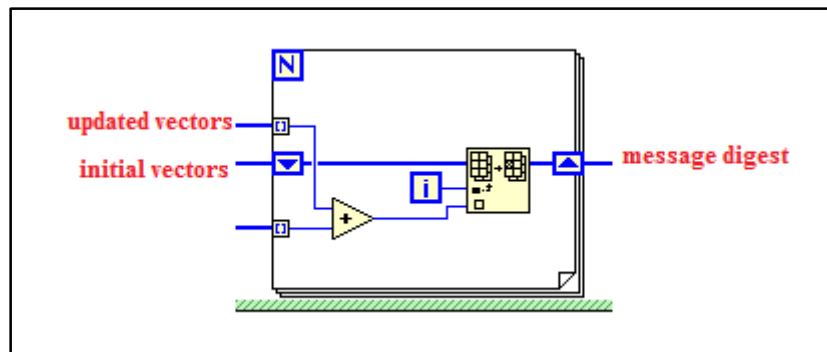 N
updated vectors
initial vectors
message digest
i
+